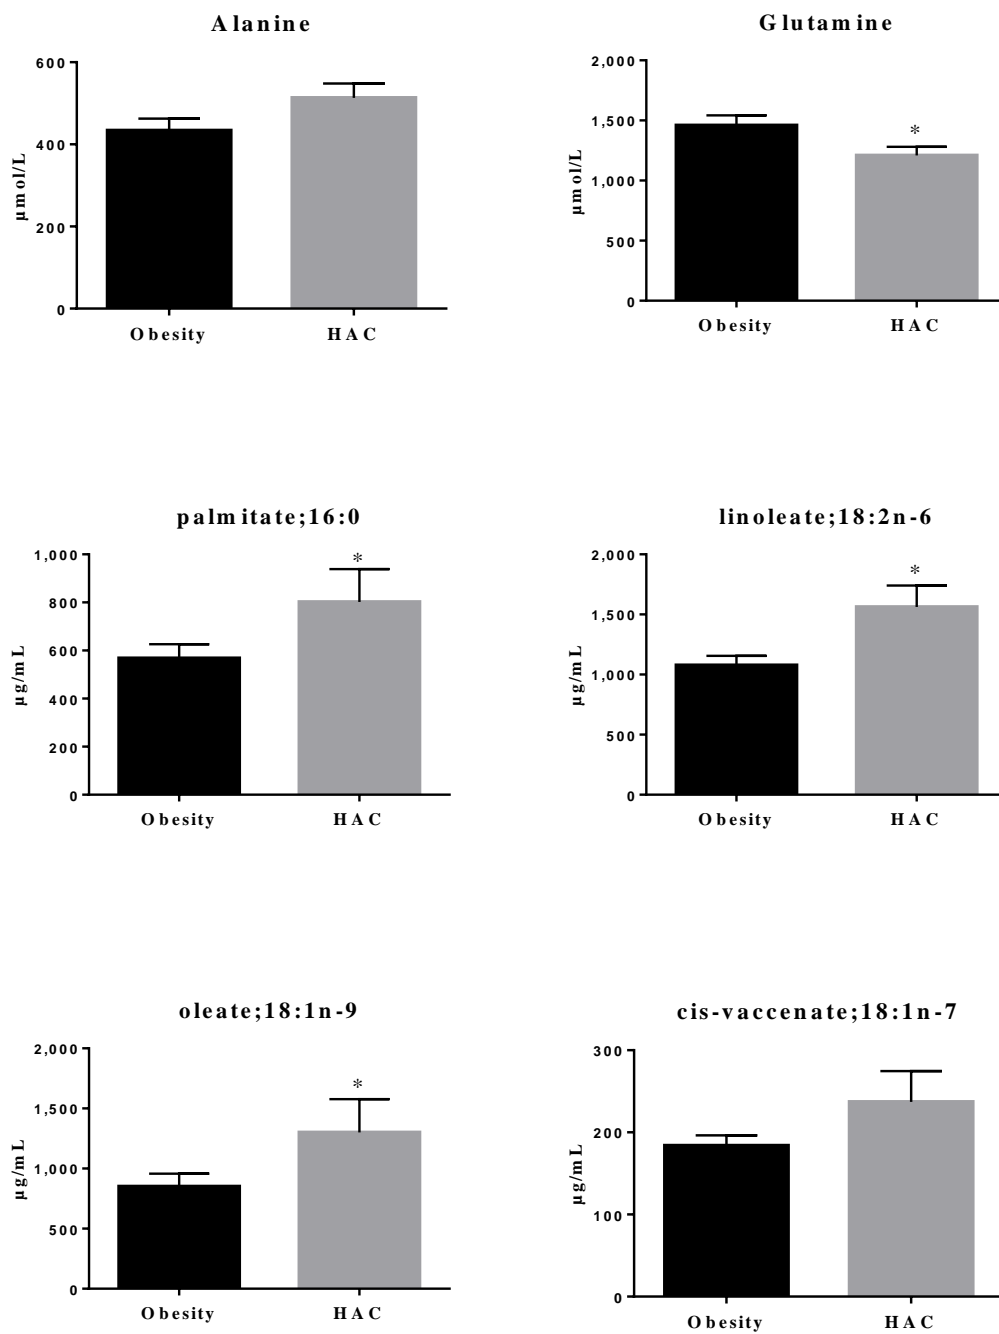 Alanine
600
400
200
0
µmol/L
Obesity
HAC
Glutamine
2,000
1,500
1,000
500
0
µmol/L
*
Obesity
HAC
palmitate;16:0
1,000
800
600
400
200
0
µg/mL
*
Obesity
HAC
linoleate;18:2n-6
2,000
1,500
1,000
500
0
µg/mL
*
Obesity
HAC
oleate;18:1n-9
2,000
1,500
1,000
500
0
µg/mL
*
Obesity
HAC
cis-vaccenate;18:1n-7
300
200
100
0
µg/mL
Obesity
HAC